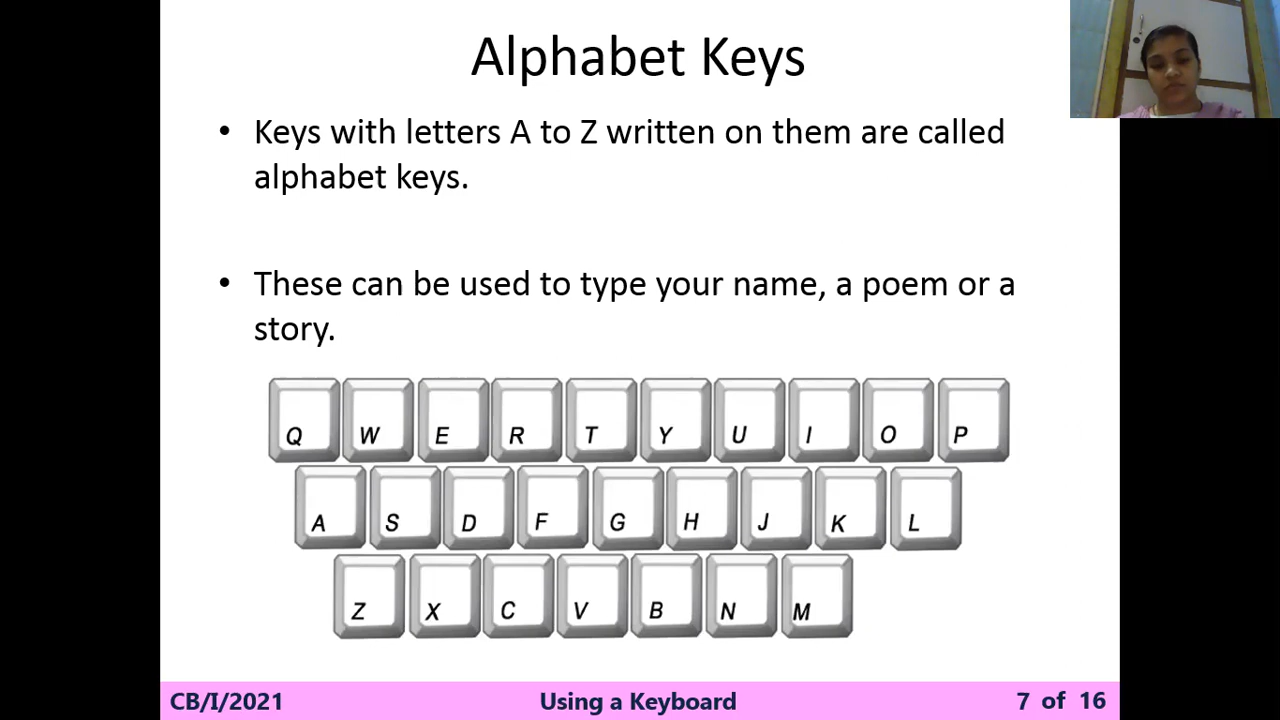 Alphabet Keys
• Keys with letters A to Z written on them are called
alphabet keys.
• These can be used to type your name, a poem or a
story.
Q W E R T Y U I O P
A S D F G H J K L
Z X C V B N M
CB/I/2021 Using a Keyboard 7 of 16